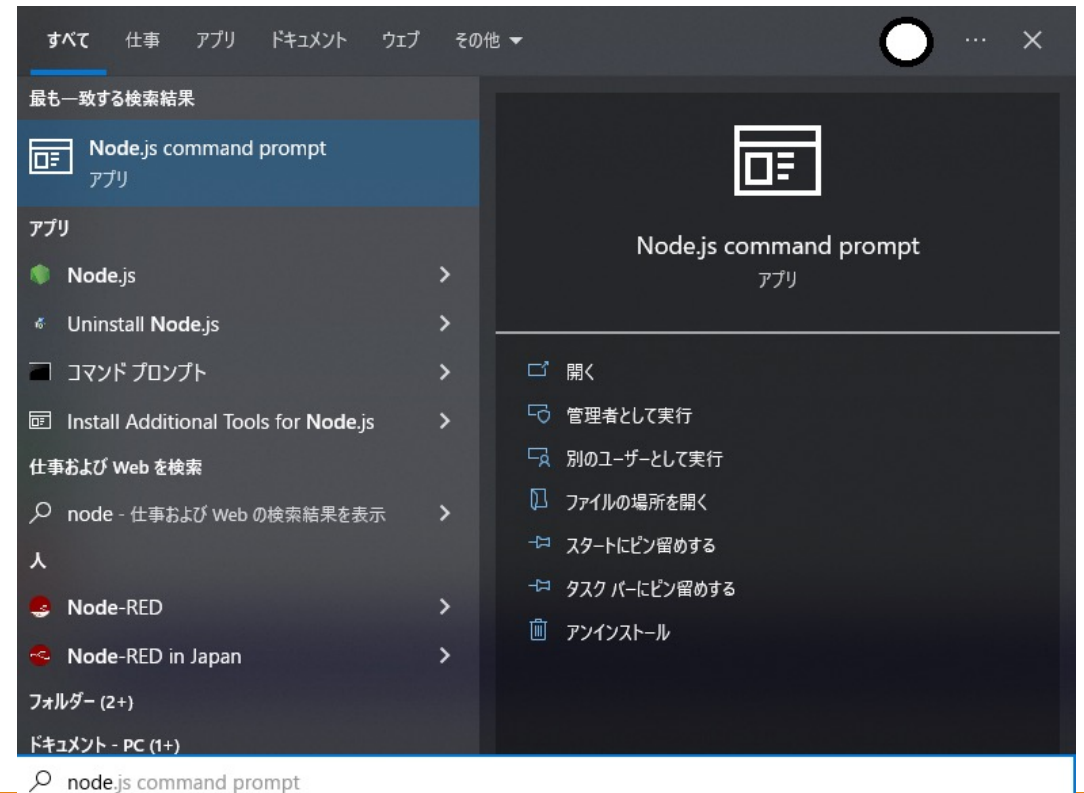 すべて 仕事 アプリ ドキュメント ウェブ その他 ▼ … ×
最も一致する検索結果
Node.js command prompt
アプリ
アプリ
Node.js
Uninstall Node.js
コマンド プロンプト
Install Additional Tools for Node.js
仕事および Web を検索
node - 仕事および Web の検索結果を表示
人
Node-RED
Node-RED in Japan
フォルダー (2+)
ドキュメント - PC (1+)
node.js command prompt
Node.js command prompt
アプリ
開く
管理者として実行
別のユーザーとして実行
ファイルの場所を開く
スタートにピン留めする
タスク バーにピン留めする
アンインストール